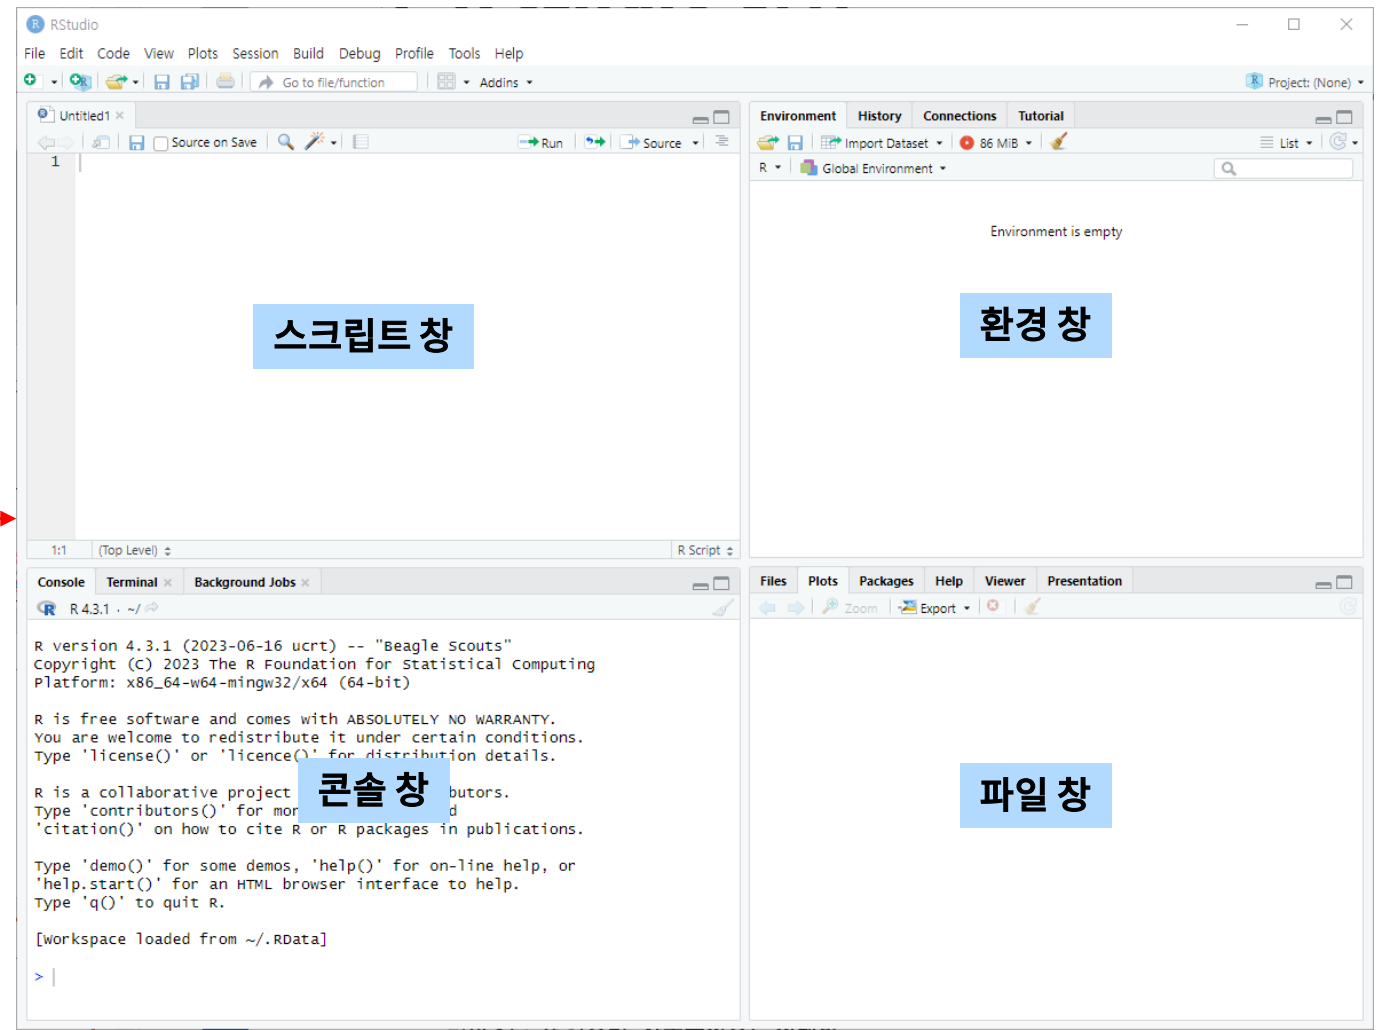 RStudio
File Edit Code View Plots Session Build Debug Profile Tools Help
Go to file/function Addins Project: (None)
Untitled1
Source on Save Run Source
1
스크립트 창
1:1 (Top Level) R Script
Environment History Connections Tutorial
Import Dataset 86 MiB List
R Global Environment
Environment is empty
환경 창
Console Terminal Background Jobs
R 4.3.1 · ~/
R version 4.3.1 (2023-06-16 ucrt) -- "Beagle Scouts"
Copyright (C) 2023 The R Foundation for Statistical Computing
Platform: x86_64-w64-mingw32/x64 (64-bit)
R is free software and comes with ABSOLUTELY NO WARRANTY.
You are welcome to redistribute it under certain conditions.
Type 'license()' or 'licence()' for distribution details.
R is a collaborative project
Type 'contributors()' for
'citation()' on how to cite R or R packages in publications.
콘솔 창
Type 'demo()' for some demos, 'help()' for on-line help, or
'help.start()' for an HTML browser interface to help.
Type 'q()' to quit R.
[Workspace loaded from ~/.RData]
>
Files Plots Packages Help Viewer Presentation
Zoom Export
파일 창